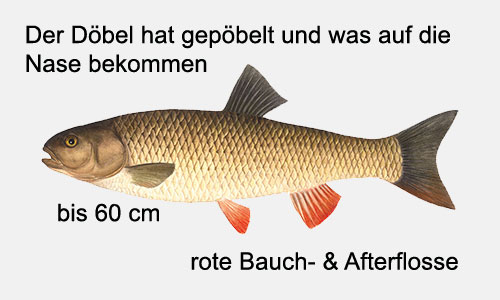 Der Döbel hat gepöbelt und was auf die
Nase bekommen
bis 60 cm
rote Bauch- & Afterflosse